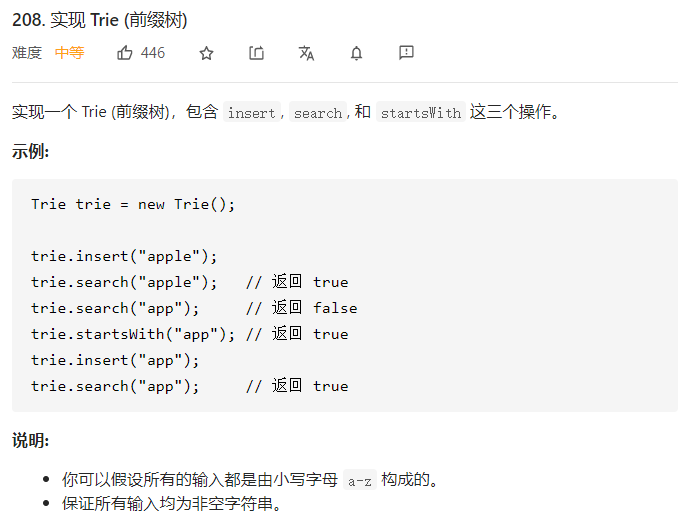 208. 实现 Trie (前缀树)
难度 中等 446
实现一个 Trie (前缀树)，包含 insert, search, 和 startsWith 这三个操作。
示例:
Trie trie = new Trie();
trie.insert("apple");
trie.search("apple");   // 返回 true
trie.search("app");     // 返回 false
trie.startsWith("app"); // 返回 true
trie.insert("app");
trie.search("app");     // 返回 true
说明:
你可以假设所有的输入都是由小写字母 a-z 构成的。
保证所有输入均为非空字符串。